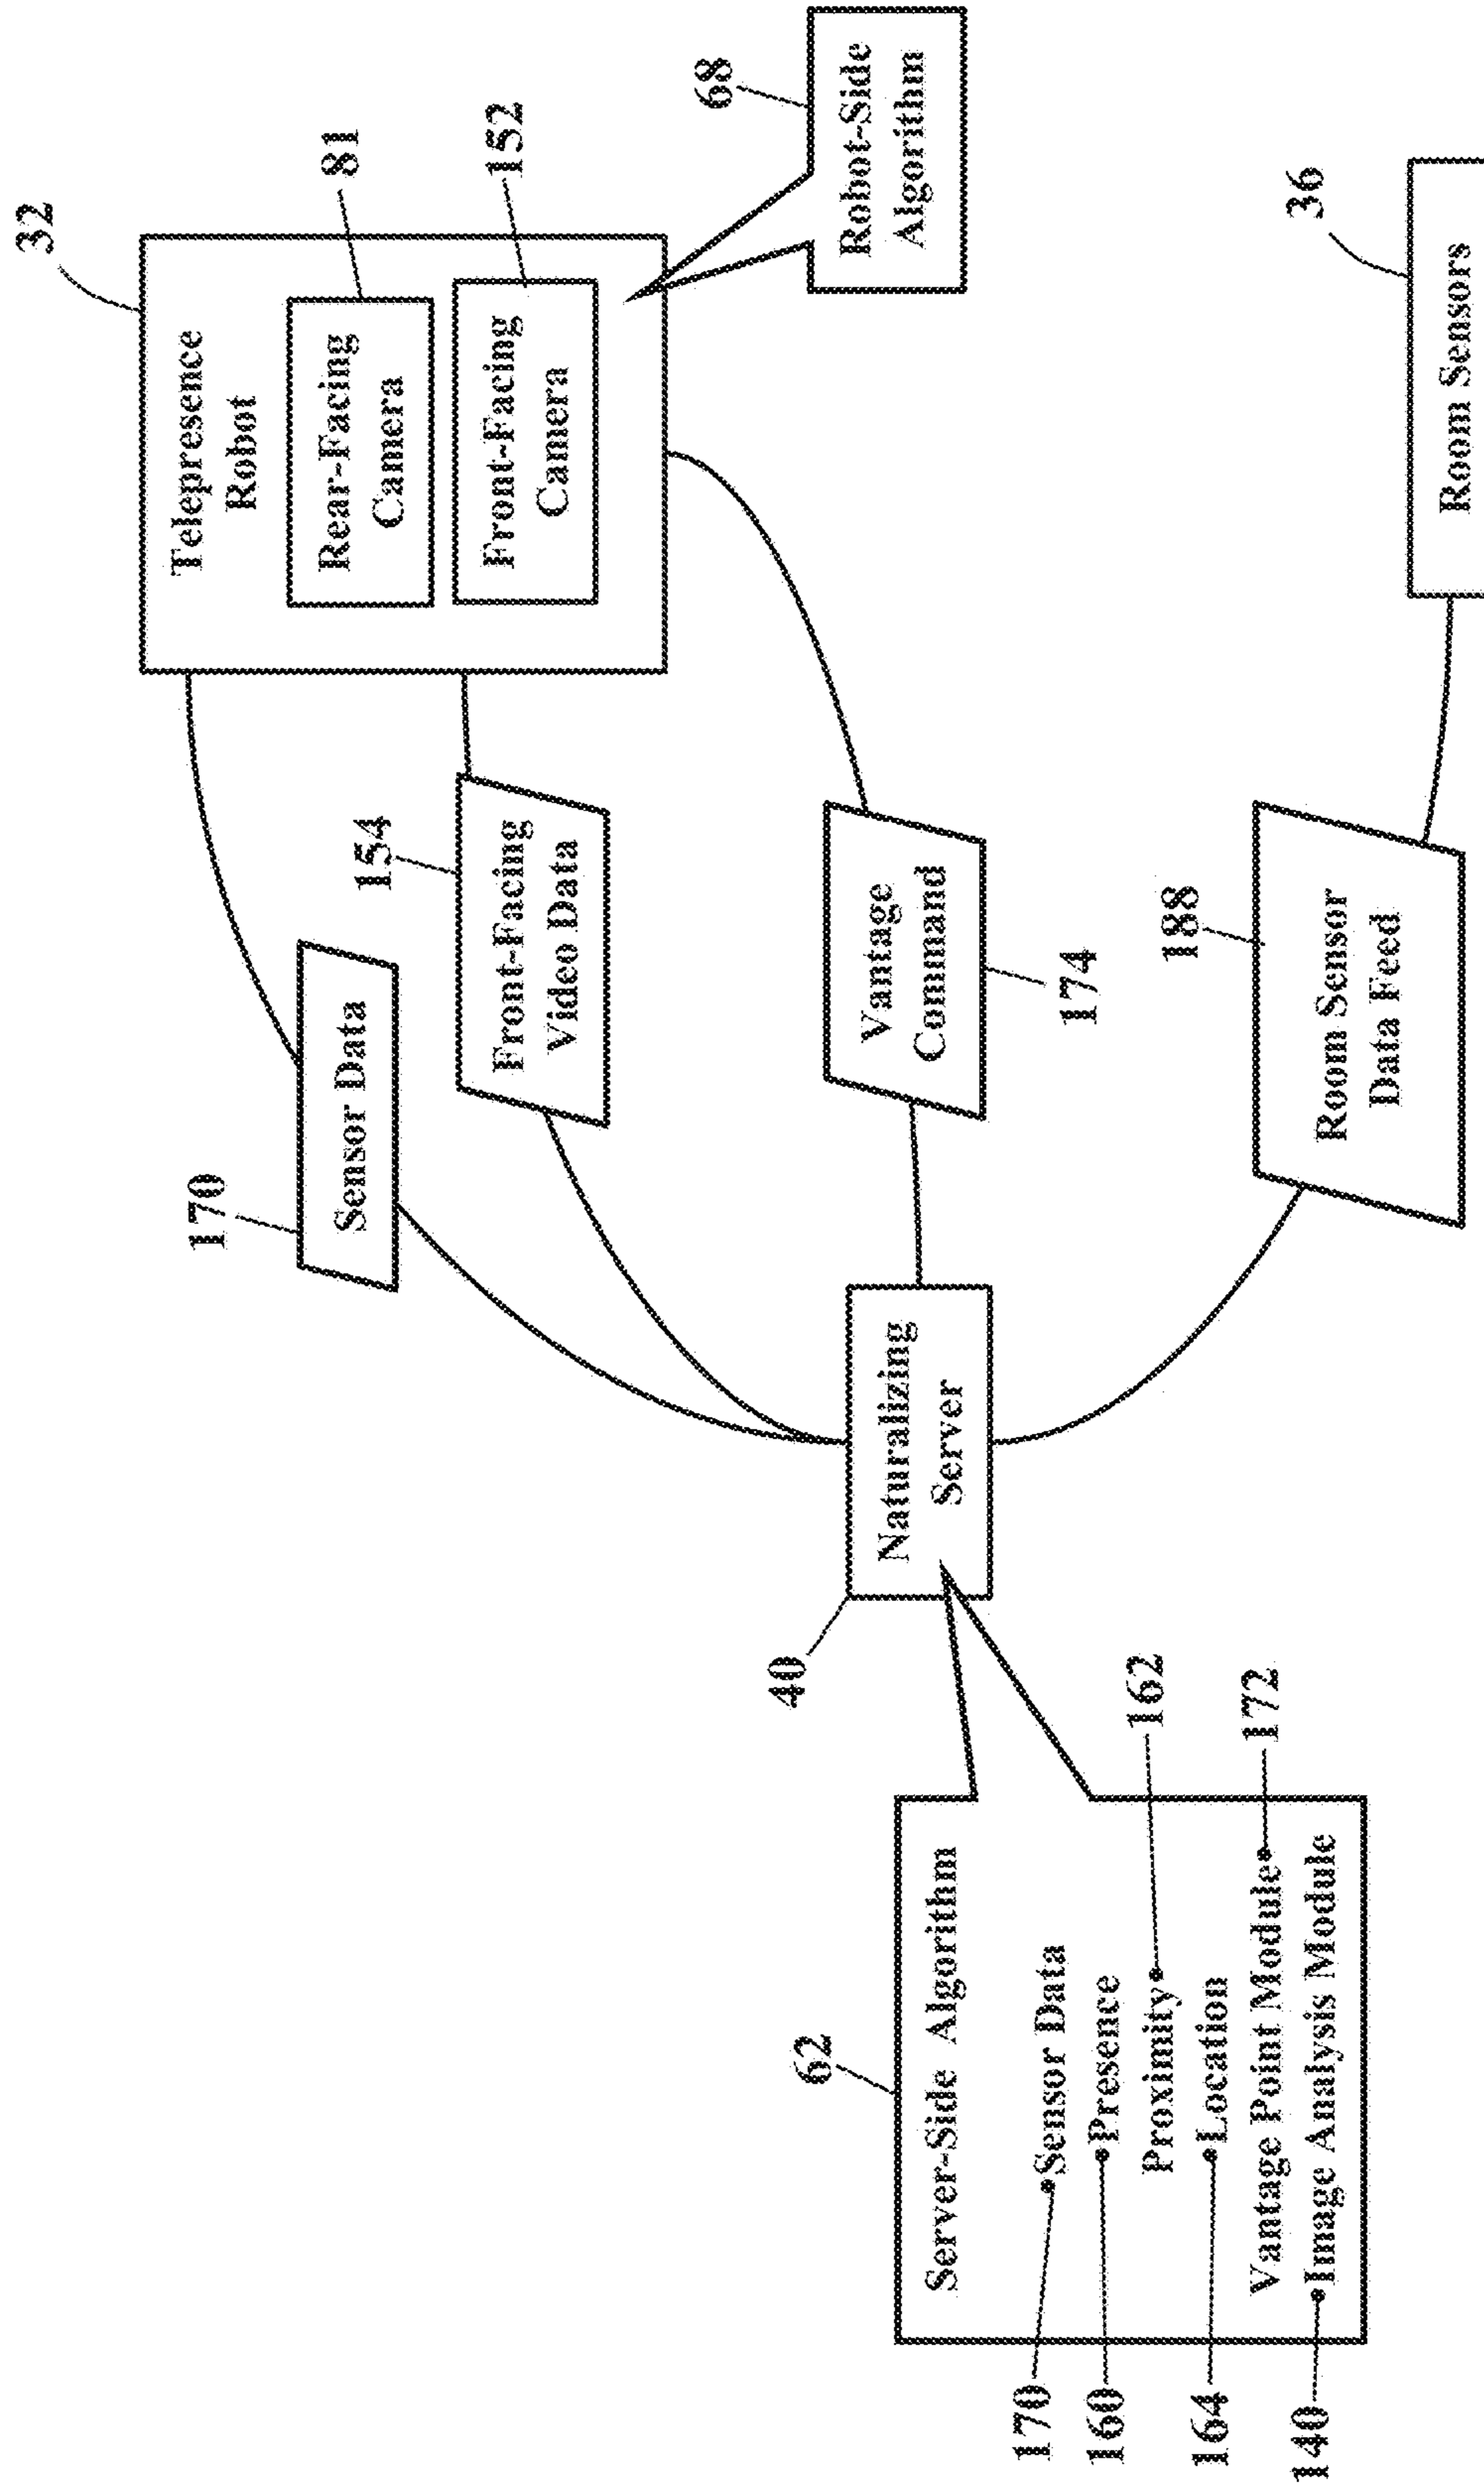 32
Telepresence
Robot
81
Rear-Facing
Camera
152
Front-Facing
Camera
68
Robot-Side
Algorithm
170
Sensor Data
154
Front-Facing
Video Data
Vantage
Command
174
188
Room Sensor
Data Feed
36
Room Sensors
40
Naturalizing
Server
62
Server-Side Algorithm
170
Sensor Data
160
Presence
Proximity
162
164
Location
Vantage Point Module
172
140
Image Analysis Module